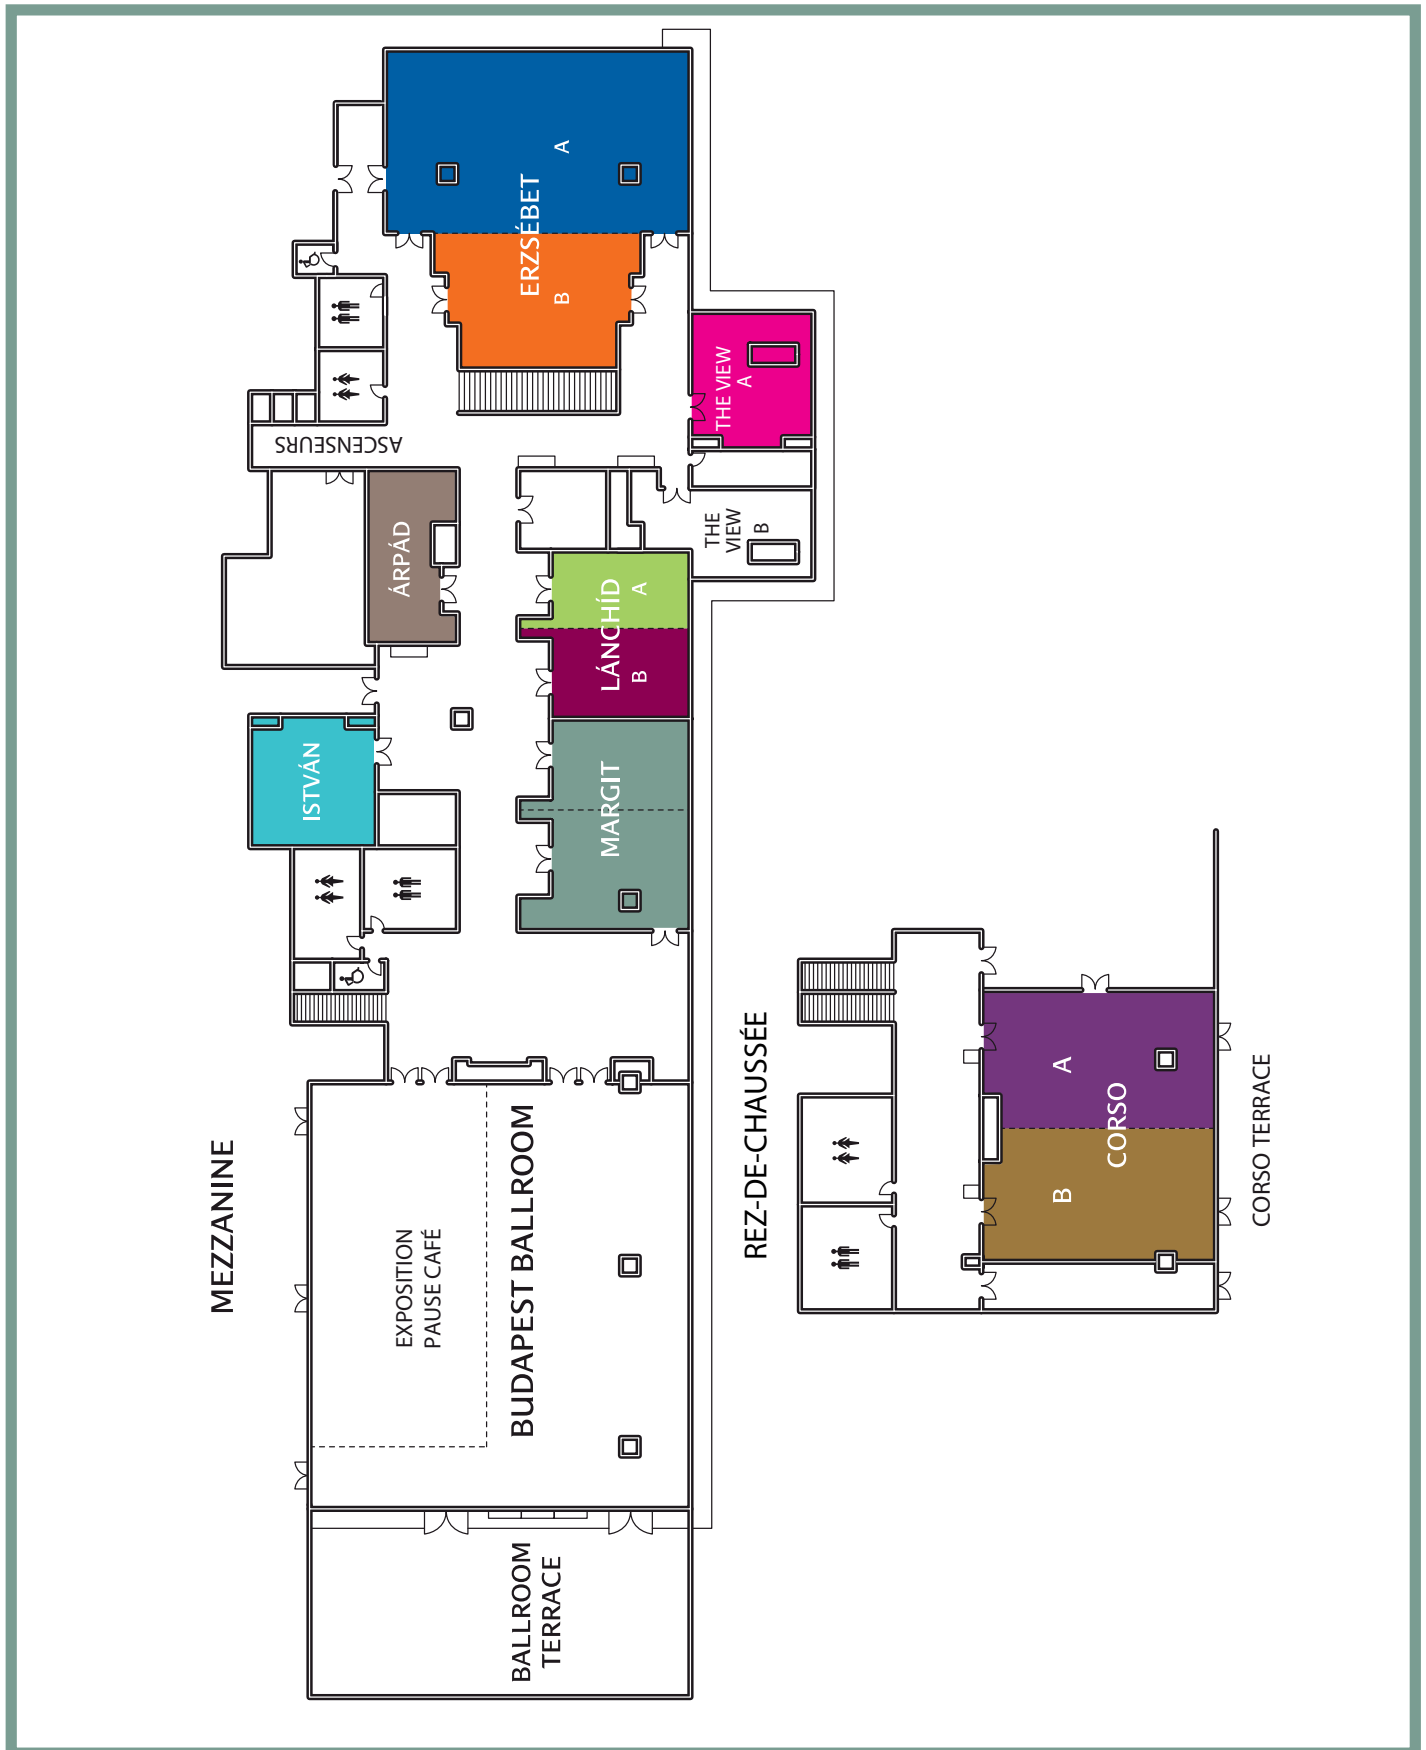 MEZZANINE
ERZSÉBET
A
B
THE VIEW
A
THE
VIEW
B
ASCENSEURS
ÁRPÁD
LÁNCHÍD
A
B
ISTVÁN
MARGIT
EXPOSITION
PAUSE CAFÉ
BUDAPEST BALLROOM
BALLROOM
TERRACE
REZ-DE-CHAUSSÉE
A
CORSO
B
CORSO TERRACE